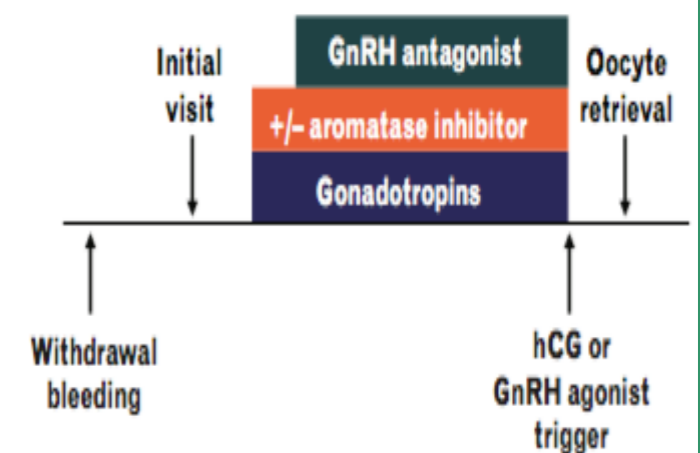 Initial
visit
GnRH antagonist
Oocyte
retrieval
+/– aromatase inhibitor
Gonadotropins
Withdrawal
bleeding
hCG or
GnRH agonist
trigger